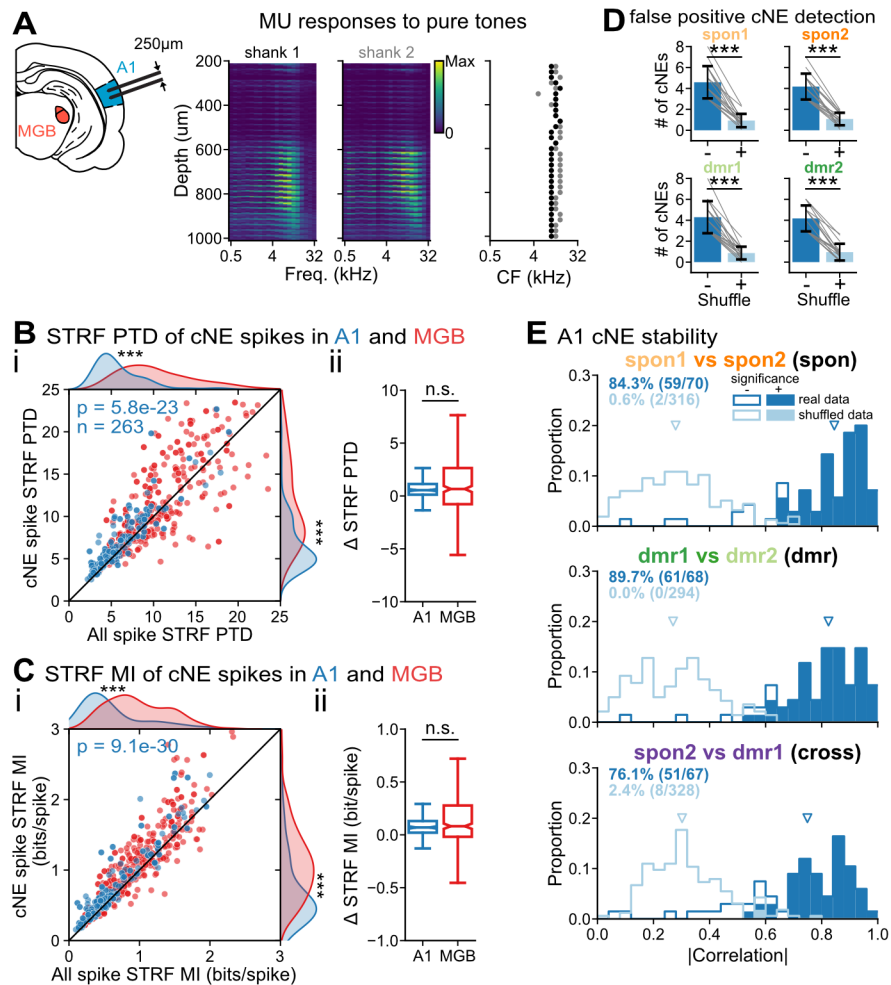 A
MU responses to pure tones
250μm
A1
MGB
shank 1
shank 2
Max
0
Depth (um)
200
400
600
800
1000
0.5
4
32
0.5
4
32
Freq. (kHz)
0.5
4
32
CF (kHz)
D false positive cNE detection
spon1
spon2
***
***
# of cNEs
8
6
4
2
0
-
+
-
+
dmr1
dmr2
***
***
# of cNEs
8
6
4
2
0
-
+
-
+
Shuffle
Shuffle
B STRF PTD of cNE spikes in A1 and MGB
i
***
25
20
15
10
5
0
p = 5.8e-23
n = 263
cNE spike STRF PTD
***
0
5
10
15
20
25
All spike STRF PTD
ii
n.s.
10
5
0
−5
−10
Δ STRF PTD
A1
MGB
C STRF MI of cNE spikes in A1 and MGB
i
***
3
2
1
0
p = 9.1e-30
cNE spike STRF MI
(bits/spike)
***
0
1
2
3
All spike STRF MI (bits/spike)
ii
n.s.
1.0
0.5
0.0
−0.5
−1.0
Δ STRF MI (bit/spike)
A1
MGB
E A1 cNE stability
spon1 vs spon2 (spon)
84.3% (59/70)
0.6% (2/316)
significance
-
+
real data
shuffled data
Proportion
0.3
0.2
0.1
0.0
dmr1 vs dmr2 (dmr)
89.7% (61/68)
0.0% (0/294)
Proportion
0.3
0.2
0.1
0.0
spon2 vs dmr1 (cross)
76.1% (51/67)
2.4% (8/328)
Proportion
0.3
0.2
0.1
0.0
0.0
0.2
0.4
0.6
0.8
1.0
|Correlation|